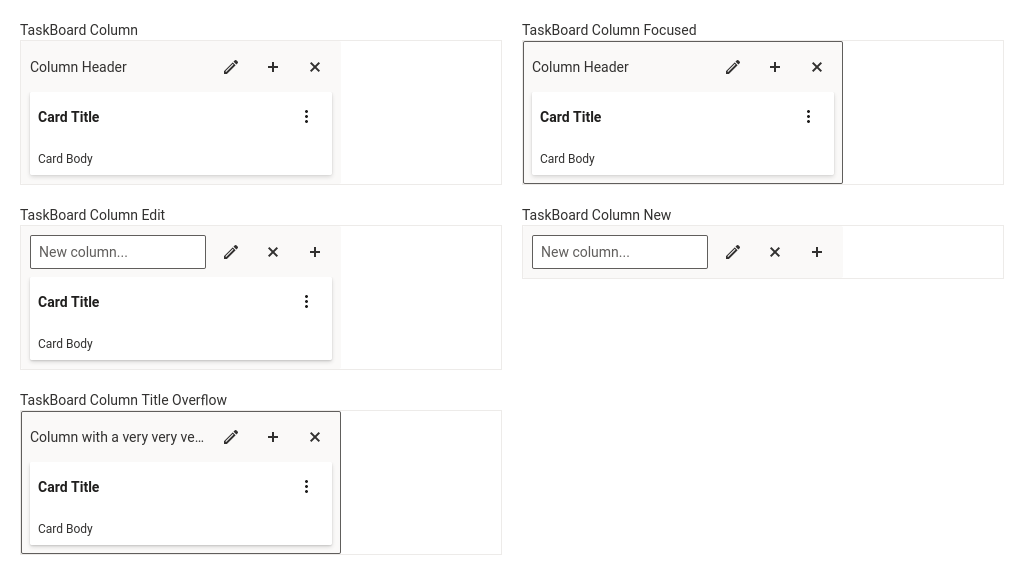 TaskBoard Column
Column Header
Card Title
Card Body
TaskBoard Column Focused
Column Header
Card Title
Card Body
TaskBoard Column Edit
New column...
Card Title
Card Body
TaskBoard Column New
New column...
TaskBoard Column Title Overflow
Column with a very very ve...
Card Title
Card Body